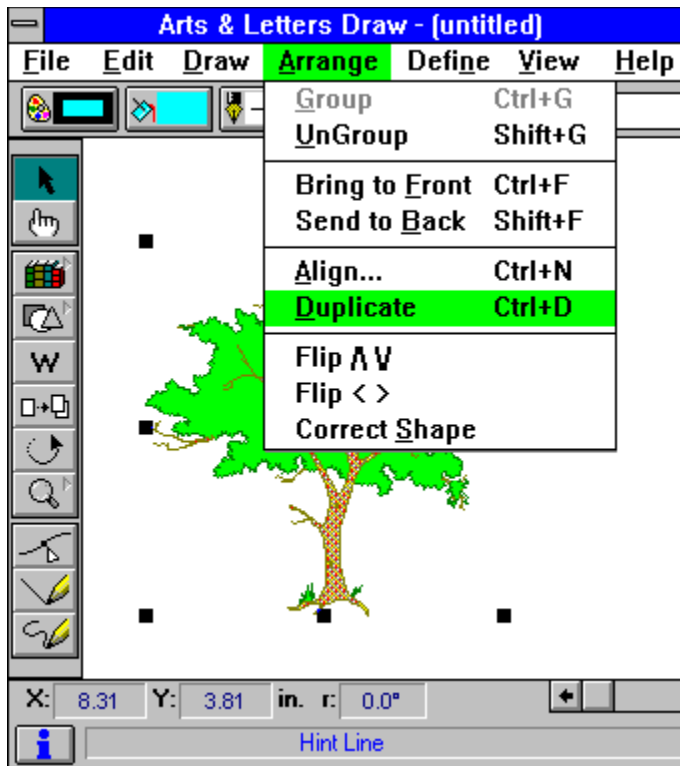 Arts & Letters Draw - (untitled)
File Edit Draw Arrange Define View Help
Group Ctrl+G
UnGroup Shift+G
Bring to Front Ctrl+F
Send to Back Shift+F
Align... Ctrl+N
Duplicate Ctrl+D
Flip Λ V
Flip < >
Correct Shape
W
X: 8.31 Y: 3.81 in. r: 0.0°
i Hint Line